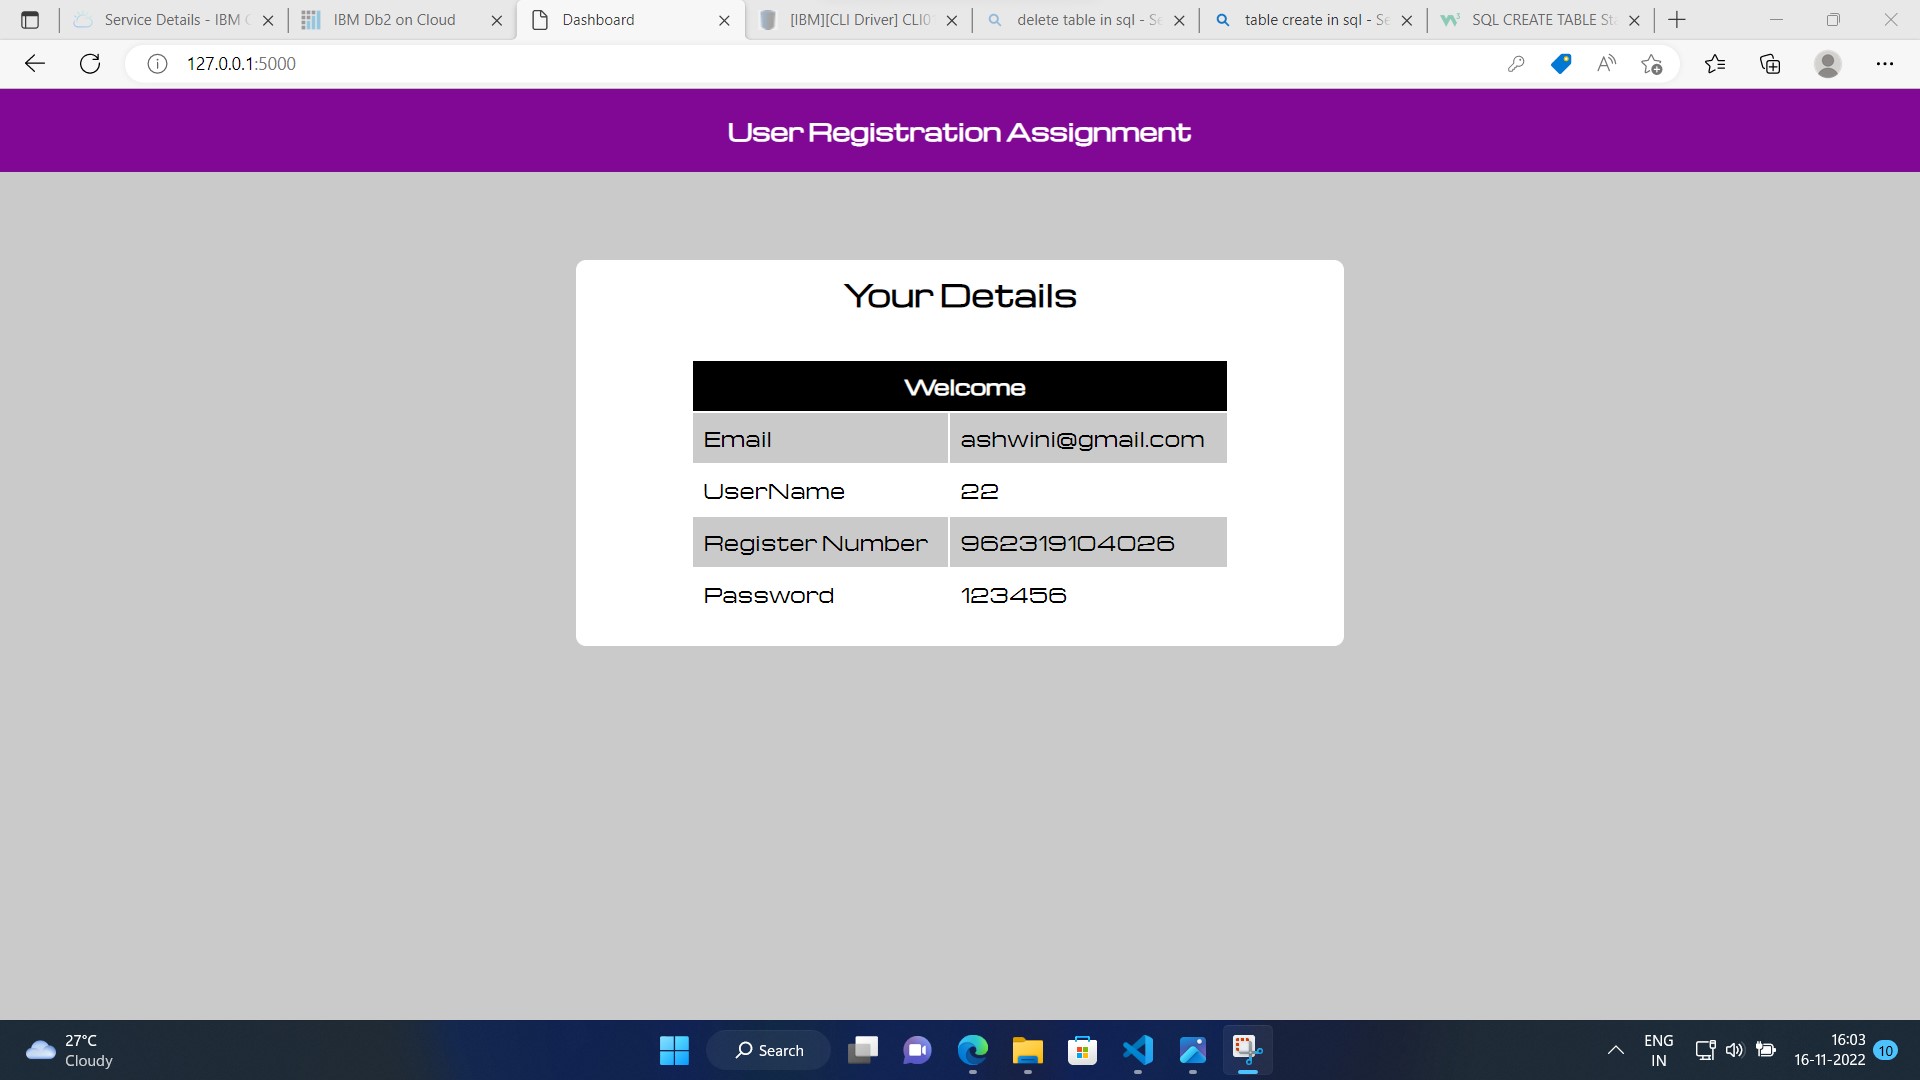 Service Details - IBM C
IBM Db2 on Cloud
Dashboard
[IBM][CLI Driver] CLI0
delete table in sql - Se
table create in sql - Se
SQL CREATE TABLE Sta
127.0.0.1:5000
User Registration Assignment
Your Details
Welcome
Email ashwini@gmail.com
UserName 22
Register Number 962319104026
Password 123456
27°C
Cloudy
Search
ENG
IN
16:03
16-11-2022
10